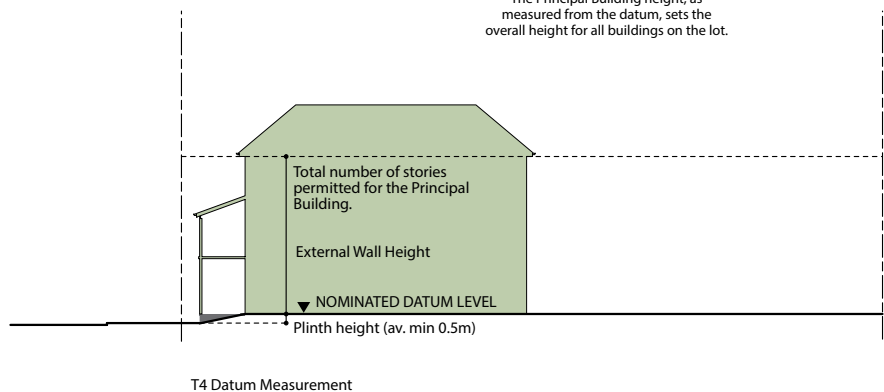 The Principal Building height, as
measured from the datum, sets the
overall height for all buildings on the lot.
Total number of stories
permitted for the Principal
Building.
External Wall Height
NOMINATED DATUM LEVEL
Plinth height (av. min 0.5m)
T4 Datum Measurement